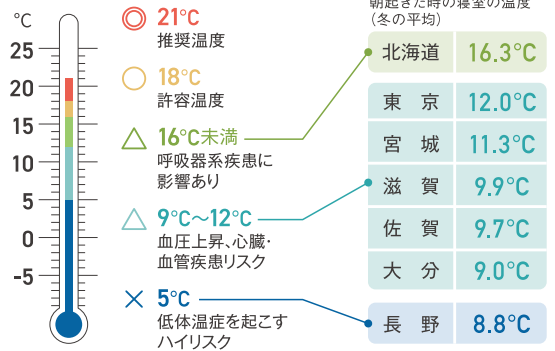 °C
25
20
15
10
5
0
-5
◎ 21°C
推奨温度
○ 18°C
許容温度
△ 16°C未満
呼吸器系疾患に
影響あり
△ 9°C〜12°C
血圧上昇、心臓・
血管疾患リスク
× 5°C
低体温症を起こす
ハイリスク
朝起きた時の寝室の温度
（冬の平均）
北海道 16.3°C
東 京 12.0°C
宮 城 11.3°C
滋 賀 9.9°C
佐 賀 9.7°C
大 分 9.0°C
長 野 8.8°C